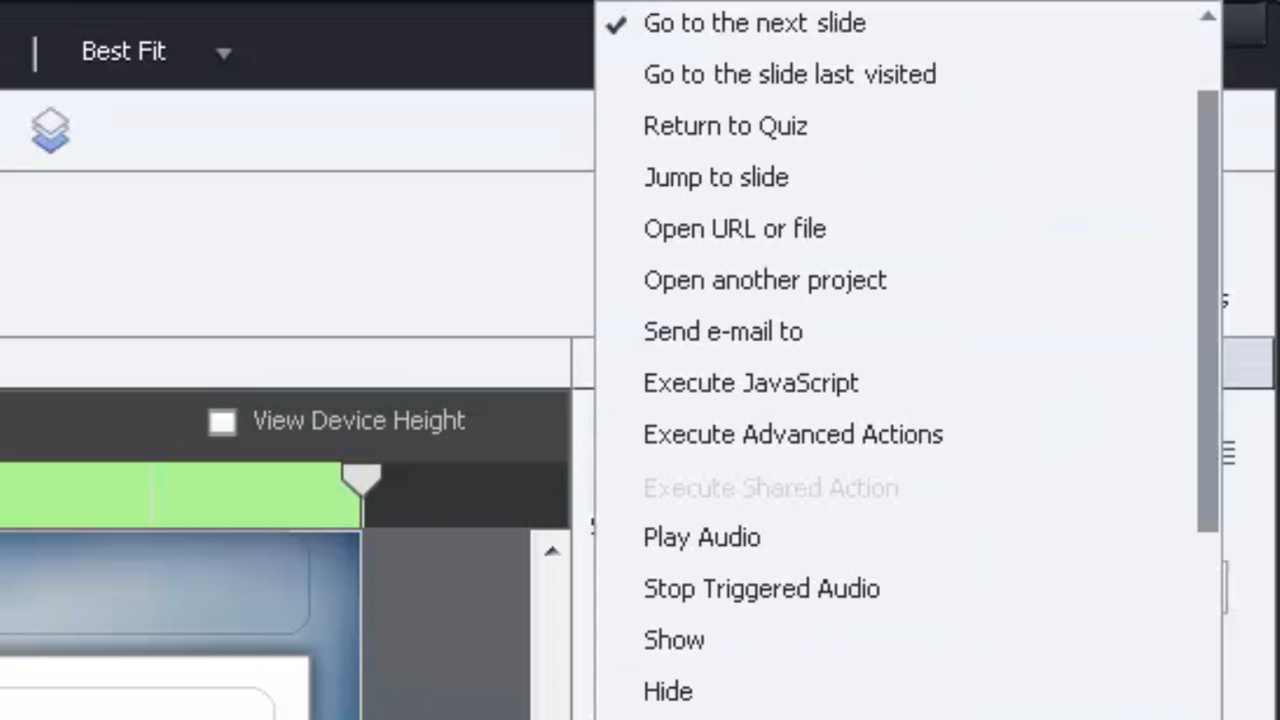 Best Fit
Go to the next slide
Go to the slide last visited
Return to Quiz
Jump to slide
Open URL or file
Open another project
Send e-mail to
Execute JavaScript
Execute Advanced Actions
Execute Shared Action
Play Audio
Stop Triggered Audio
Show
Hide
View Device Height